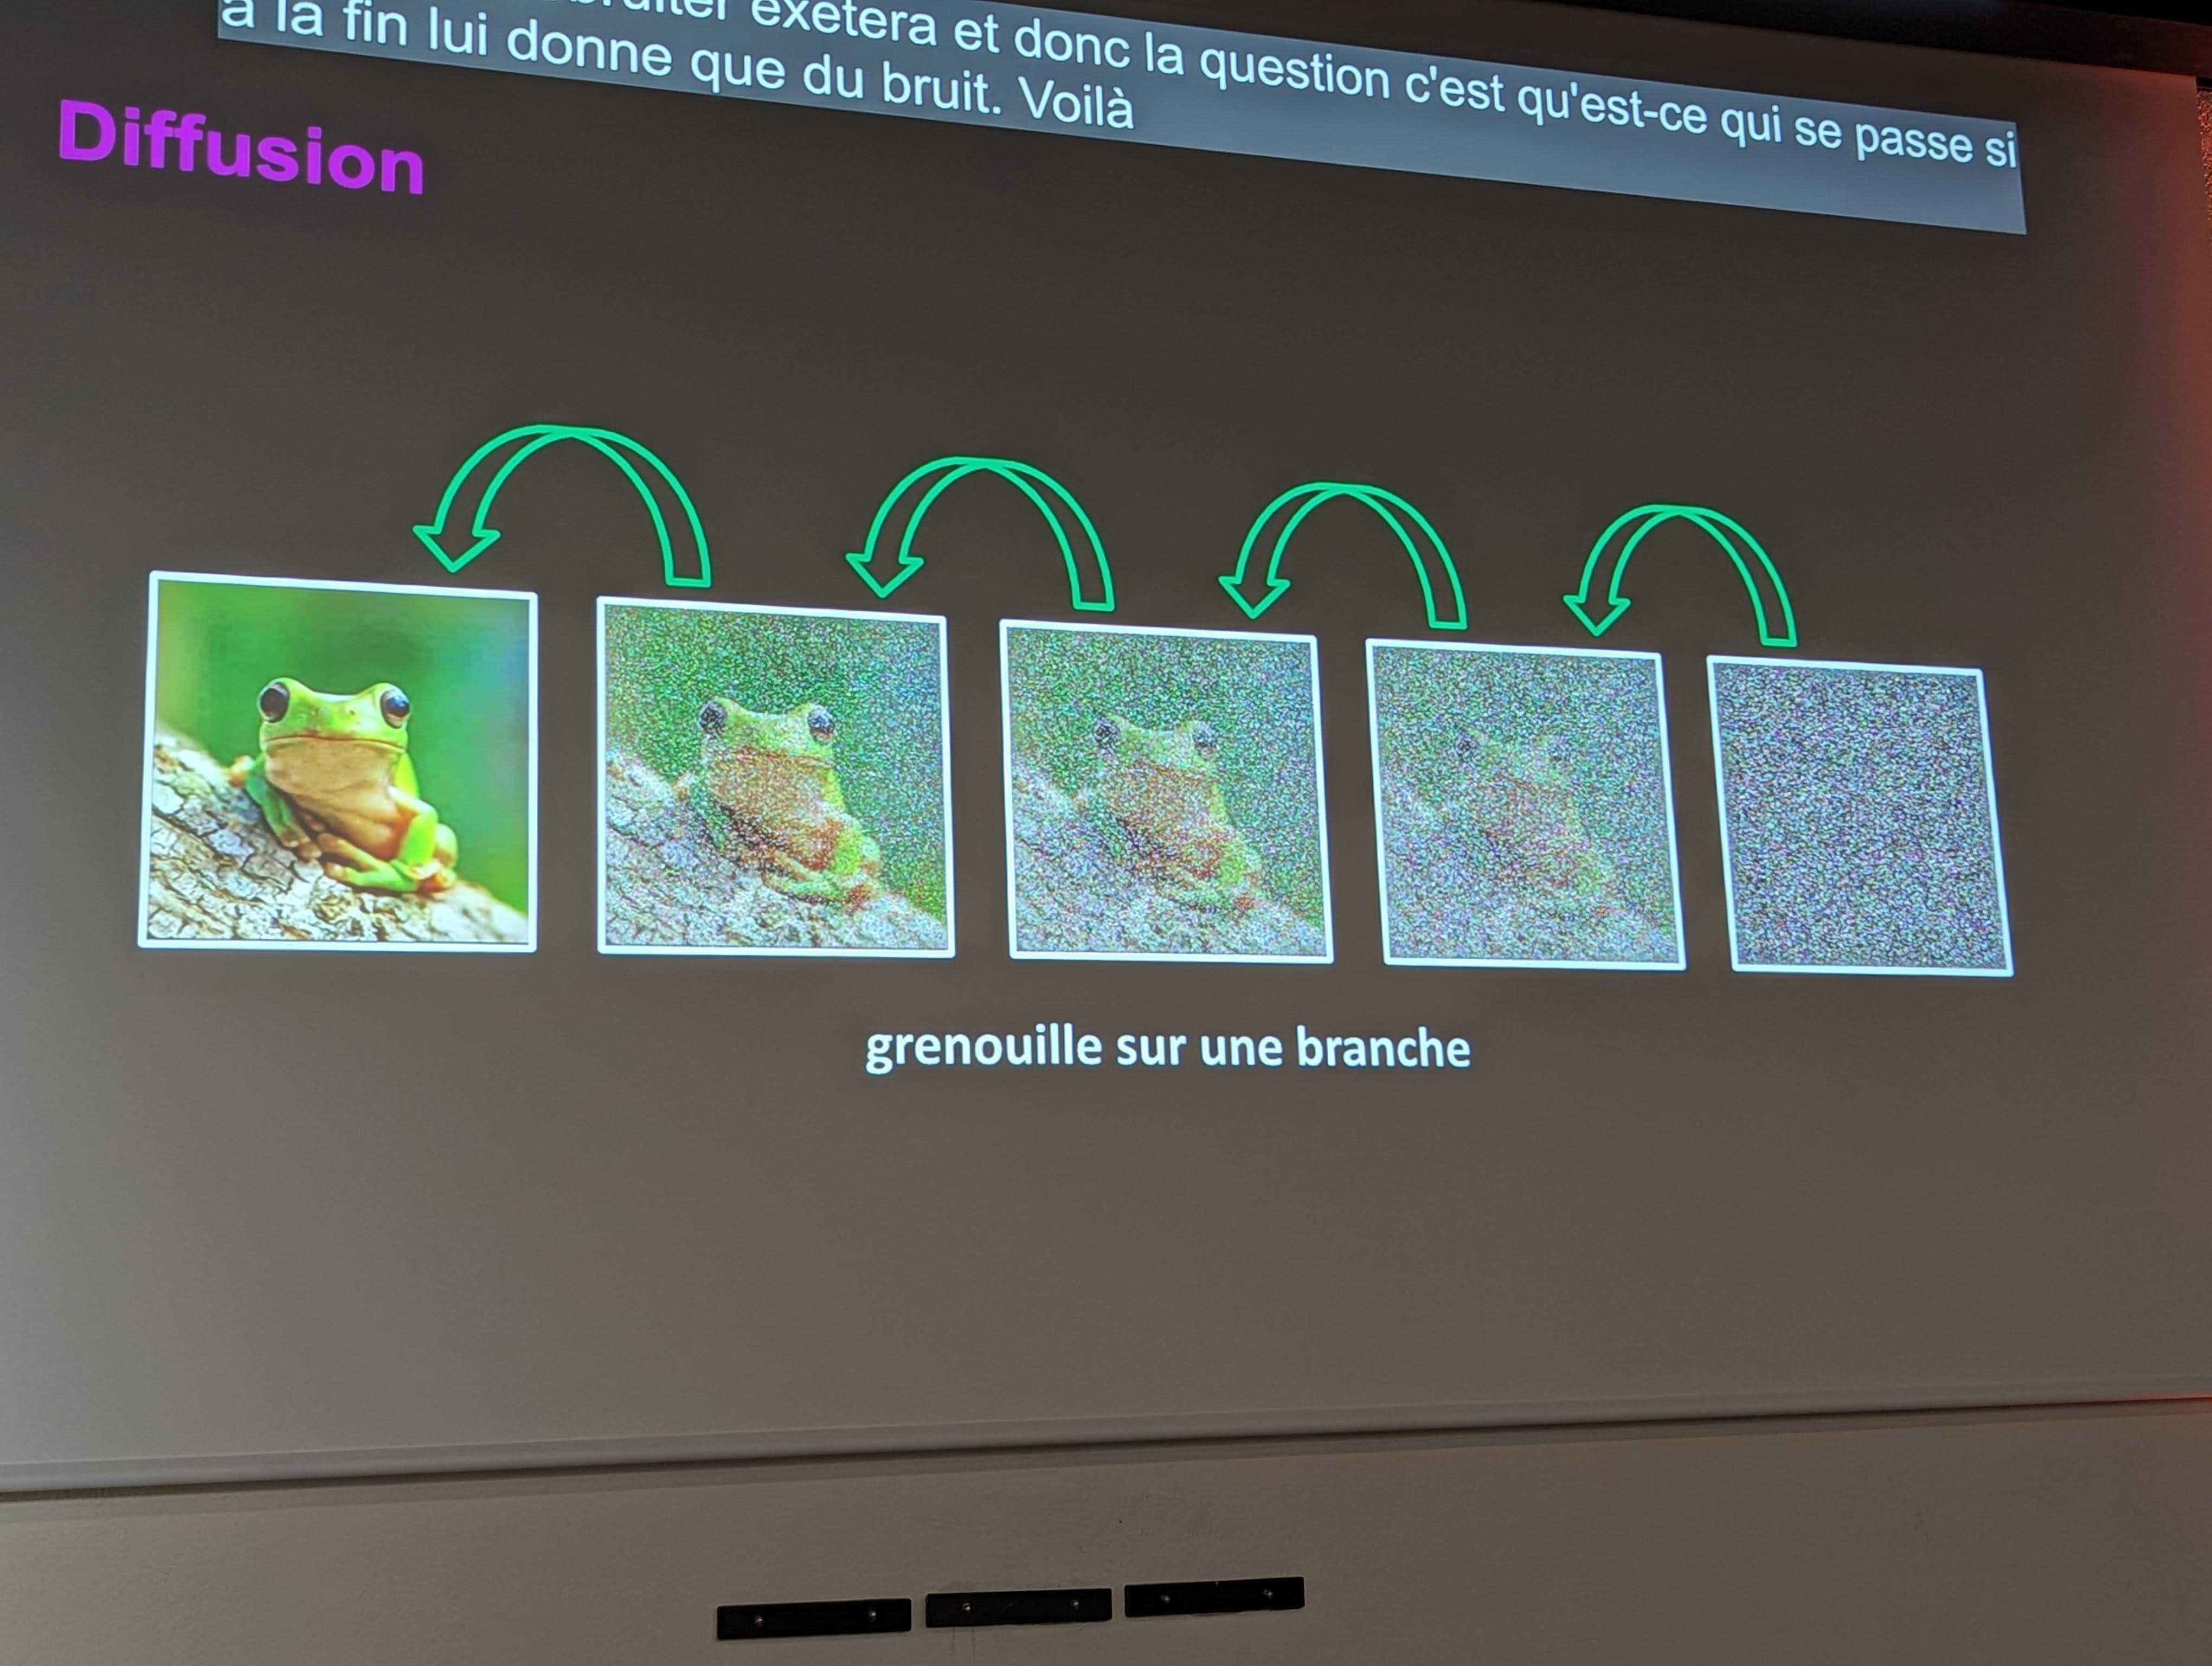 exetera et donc la question c'est qu'est-ce qui se passe si
à la fin lui donne que du bruit. Voilà
Diffusion
grenouille sur une branche